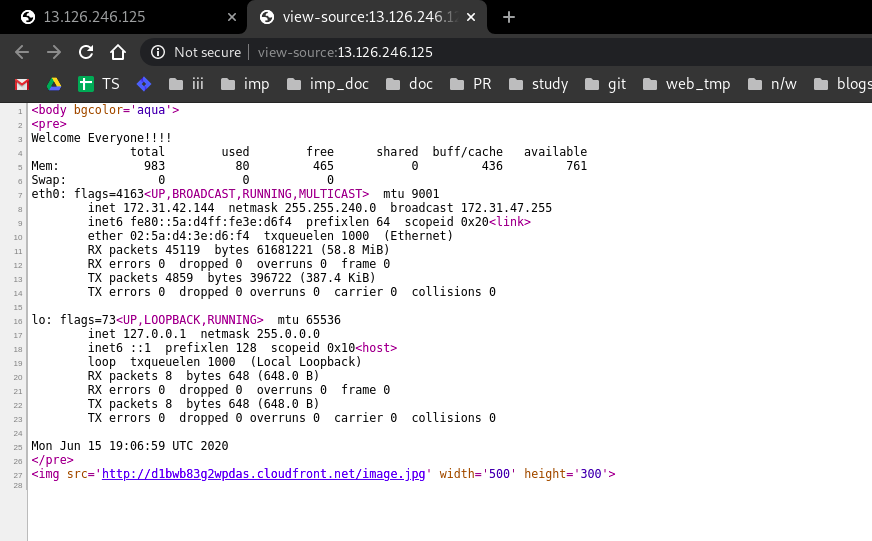 13.126.246.125
view-source:13.126.246.12
Not secure view-source:13.126.246.125
TS iii imp imp_doc doc PR study git web_tmp n/w blogs
1 <body bgcolor='aqua'>
2 <pre>
3 Welcome Everyone!!!!
4 total used free shared buff/cache available
5 Mem: 983 80 465 0 436 761
6 Swap: 0 0 0
7 eth0: flags=4163<UP,BROADCAST,RUNNING,MULTICAST> mtu 9001
8 inet 172.31.42.144 netmask 255.255.240.0 broadcast 172.31.47.255
9 inet6 fe80::5a:d4ff:fe3e:d6f4 prefixlen 64 scopeid 0x20<link>
10 ether 02:5a:d4:3e:d6:f4 txqueuelen 1000 (Ethernet)
11 RX packets 45119 bytes 61681221 (58.8 MiB)
12 RX errors 0 dropped 0 overruns 0 frame 0
13 TX packets 4859 bytes 396722 (387.4 KiB)
14 TX errors 0 dropped 0 overruns 0 carrier 0 collisions 0
15
16 lo: flags=73<UP,LOOPBACK,RUNNING> mtu 65536
17 inet 127.0.0.1 netmask 255.0.0.0
18 inet6 ::1 prefixlen 128 scopeid 0x10<host>
19 loop txqueuelen 1000 (Local Loopback)
20 RX packets 8 bytes 648 (648.0 B)
21 RX errors 0 dropped 0 overruns 0 frame 0
22 TX packets 8 bytes 648 (648.0 B)
23 TX errors 0 dropped 0 overruns 0 carrier 0 collisions 0
24
25 Mon Jun 15 19:06:59 UTC 2020
26 </pre>
27 <img src='http://d1bwb83g2wpdas.cloudfront.net/image.jpg' width='500' height='300'>
28